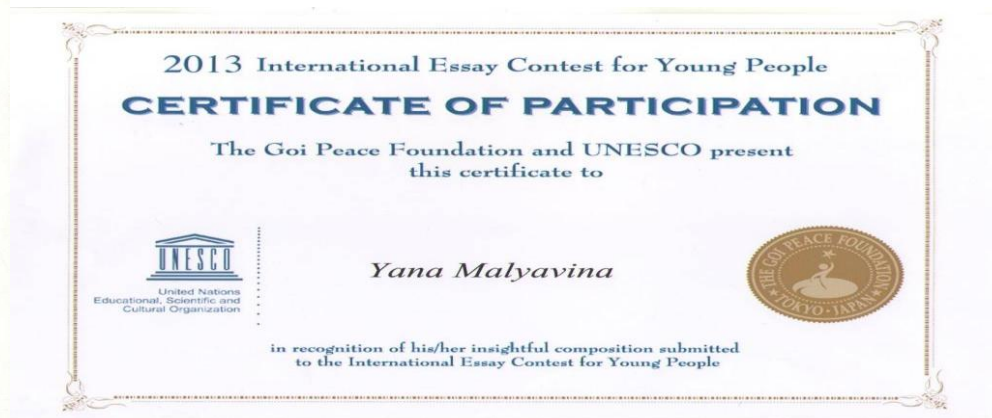 2013 International Essay Contest for Young People
CERTIFICATE OF PARTICIPATION
The Goi Peace Foundation and UNESCO present
this certificate to
UNESCO
United Nations
Educational, Scientific and
Cultural Organization
Yana Malyavina
THE GOI PEACE FOUNDATION
TOKYO · JAPAN
in recognition of his/her insightful composition submitted
to the International Essay Contest for Young People